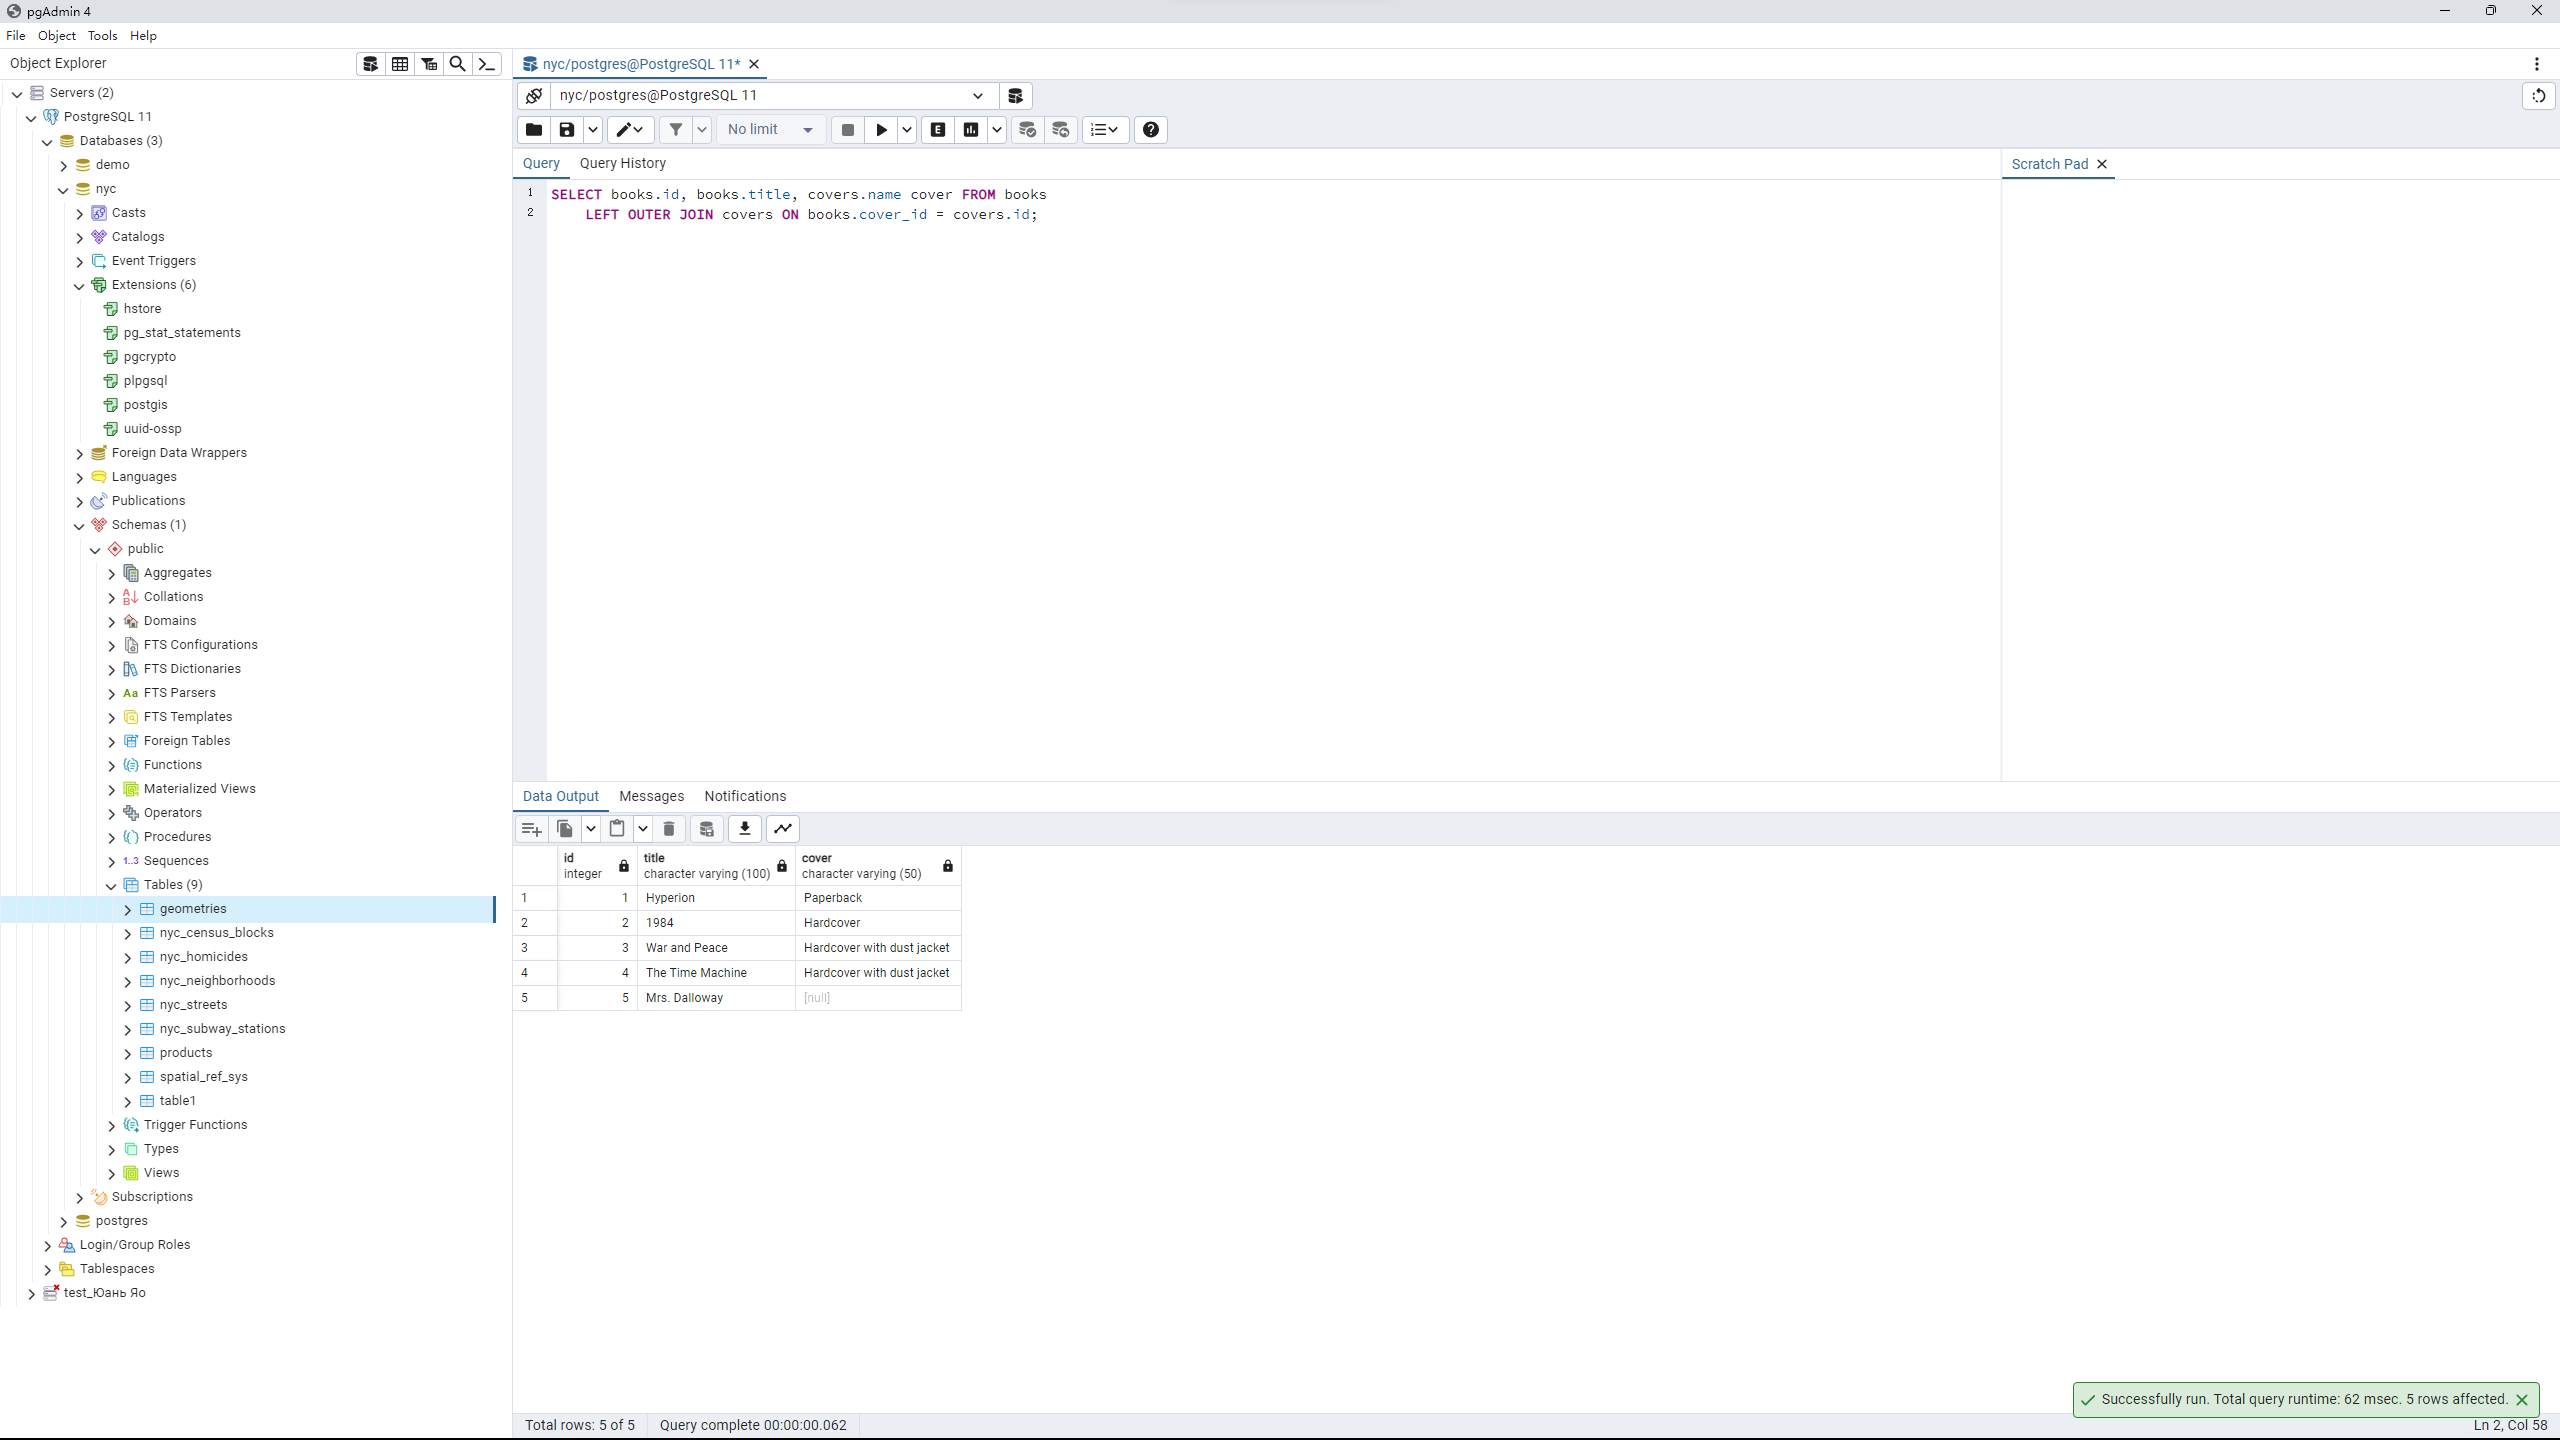 pgAdmin 4
File Object Tools Help
Object Explorer
Servers (2)
PostgreSQL 11
Databases (3)
demo
nyc
Casts
Catalogs
Event Triggers
Extensions (6)
hstore
pg_stat_statements
pgcrypto
plpgsql
postgis
uuid-ossp
Foreign Data Wrappers
Languages
Publications
Schemas (1)
public
Aggregates
Collations
Domains
FTS Configurations
FTS Dictionaries
Aa FTS Parsers
FTS Templates
Foreign Tables
Functions
Materialized Views
Operators
Procedures
1..3 Sequences
Tables (9)
geometries
nyc_census_blocks
nyc_homicides
nyc_neighborhoods
nyc_streets
nyc_subway_stations
products
spatial_ref_sys
table1
Trigger Functions
Types
Views
Subscriptions
postgres
Login/Group Roles
Tablespaces
test_Юань Яо
nyc/postgres@PostgreSQL 11*
nyc/postgres@PostgreSQL 11
No limit E
Query Query History
Scratch Pad
1 SELECT books.id, books.title, covers.name cover FROM books
2 LEFT OUTER JOIN covers ON books.cover_id = covers.id;
Data Output Messages Notifications
id title cover
integer character varying (100) character varying (50)
1 1 Hyperion Paperback
2 2 1984 Hardcover
3 3 War and Peace Hardcover with dust jacket
4 4 The Time Machine Hardcover with dust jacket
5 5 Mrs. Dalloway [null]
Successfully run. Total query runtime: 62 msec. 5 rows affected.
Total rows: 5 of 5 Query complete 00:00:00.062 Ln 2, Col 58